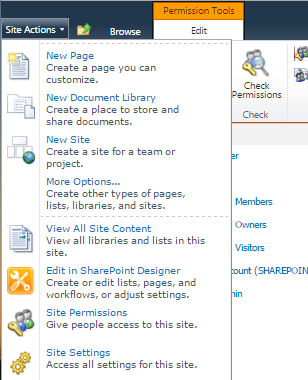 Permission Tools
Site Actions
Browse
Edit
New Page
Create a page you can
customize.
New Document Library
Create a place to store and
share documents.
New Site
Create a site for a team or
project.
More Options...
Create other types of pages,
lists, libraries, and sites.
View All Site Content
View all libraries and lists in this
site.
Edit in SharePoint Designer
Create or edit lists, pages, and
workflows, or adjust settings.
Site Permissions
Give people access to this site.
Site Settings
Access all settings for this site.
Check
Permissions
Check
Members
Owners
Visitors
ount (SHAREPOIN